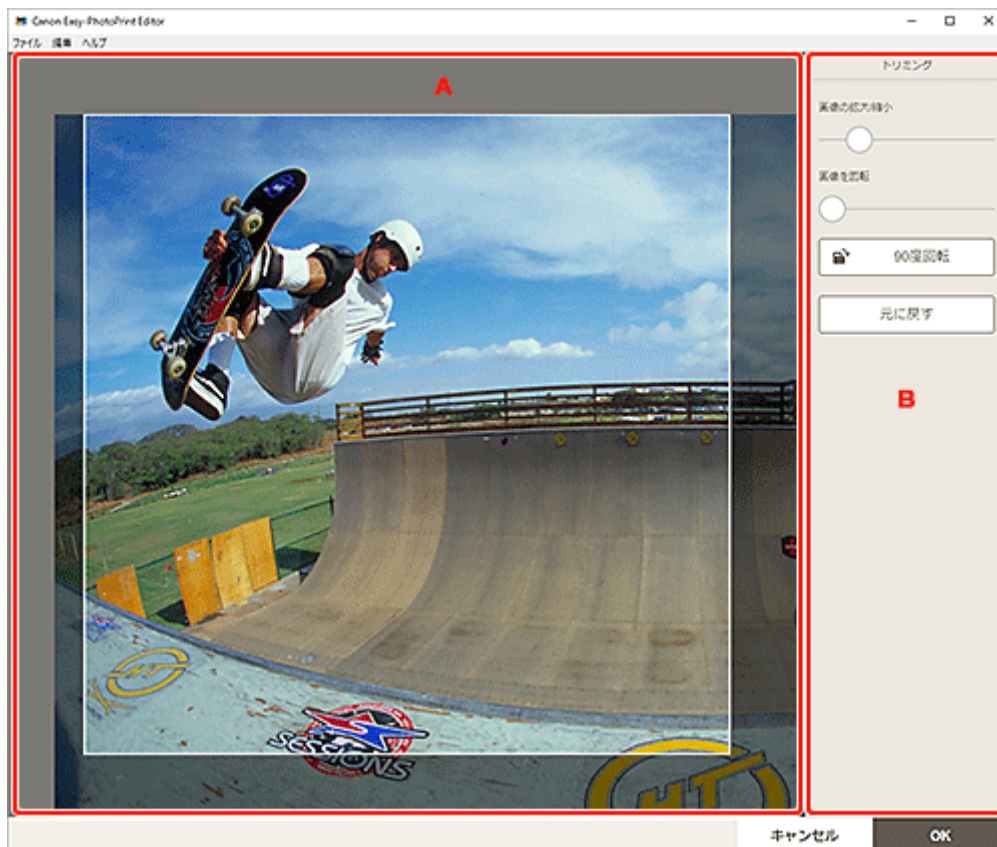 Canon Easy-PhotoPrint Editor
ファイル 編集 ヘルプ
A
トリミング
画像の拡大/縮小
画像を回転
90度回転
元に戻す
B
HT
SESSIONS
HT
キャンセル
OK